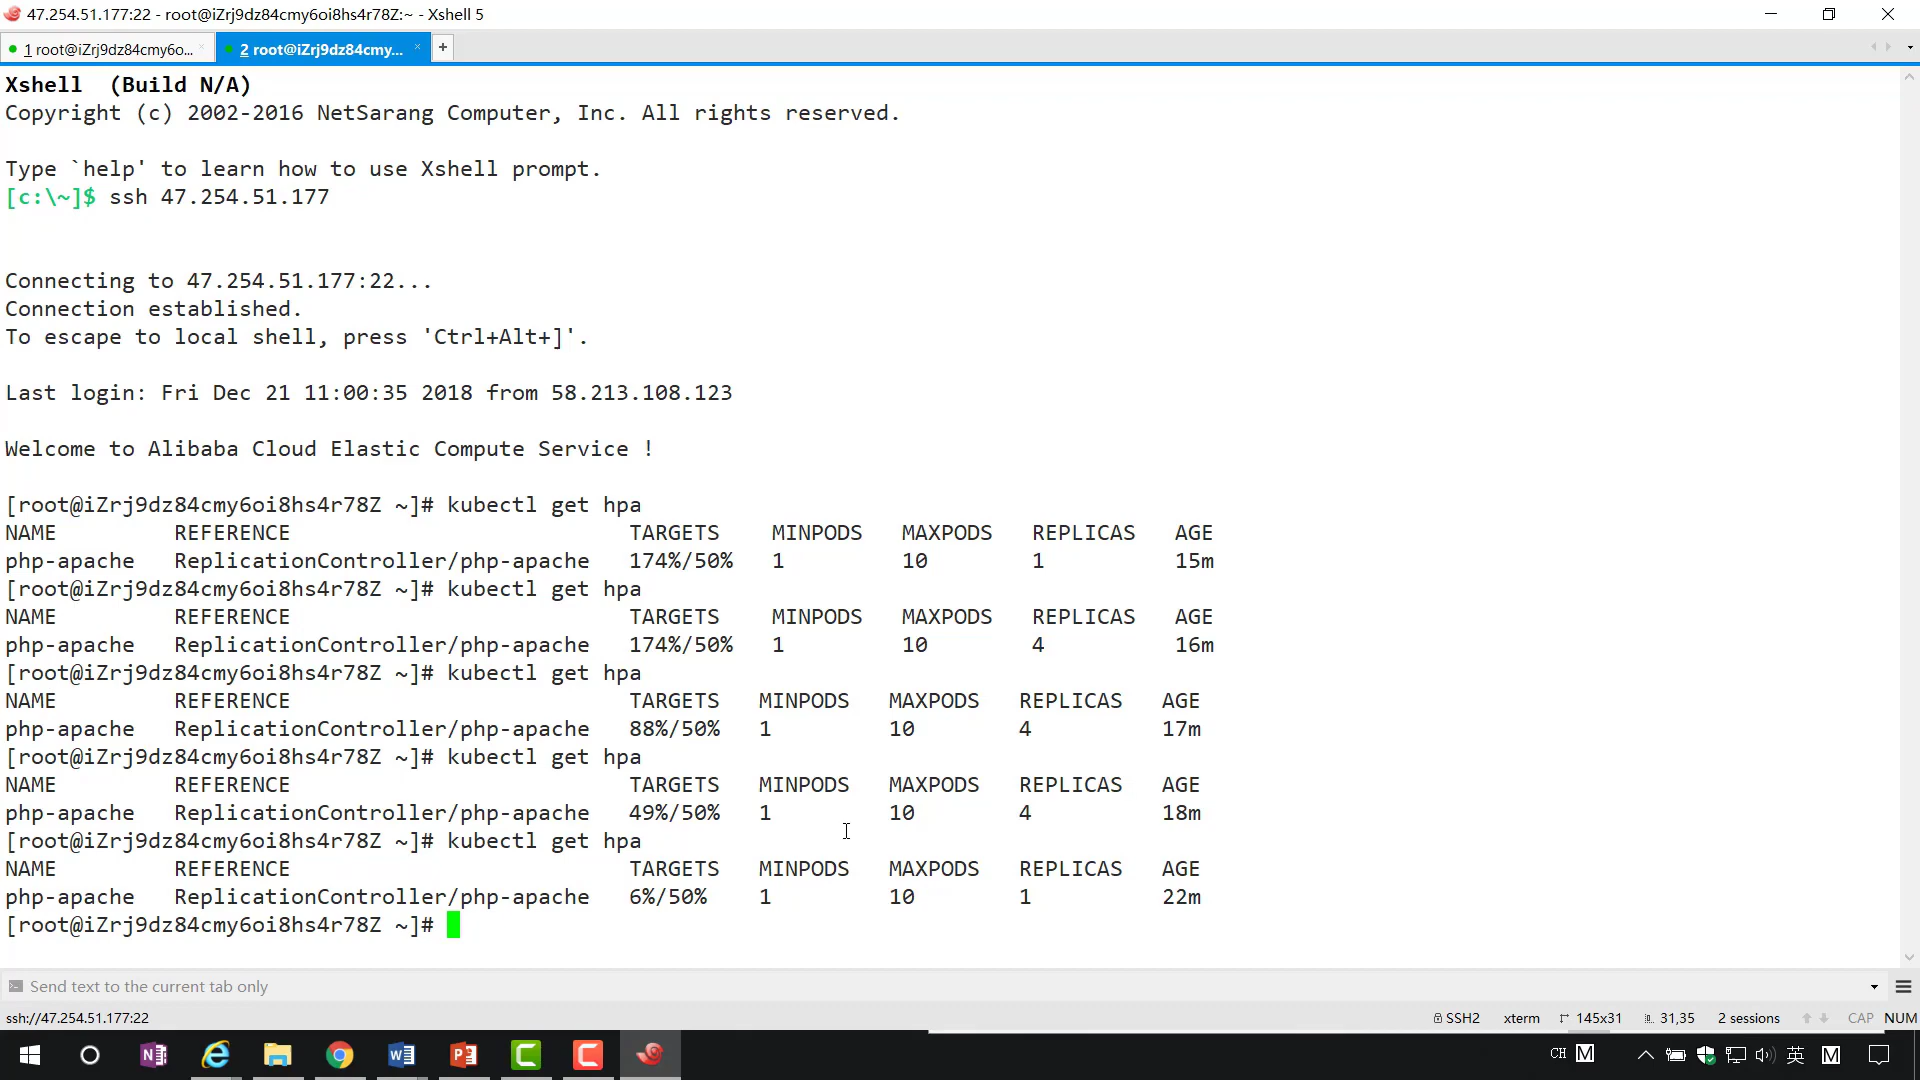 47.254.51.177:22 - root@iZrj9dz84cmy6oi8hs4r78Z:~ - Xshell 5
1 root@iZrj9dz84cmy6o...
2 root@iZrj9dz84cmy...
Xshell (Build N/A)
Copyright (c) 2002-2016 NetSarang Computer, Inc. All rights reserved.
Type `help' to learn how to use Xshell prompt.
[c:\~]$ ssh 47.254.51.177
Connecting to 47.254.51.177:22...
Connection established.
To escape to local shell, press 'Ctrl+Alt+]'.
Last login: Fri Dec 21 11:00:35 2018 from 58.213.108.123
Welcome to Alibaba Cloud Elastic Compute Service !
[root@iZrj9dz84cmy6oi8hs4r78Z ~]# kubectl get hpa
NAME REFERENCE TARGETS MINPODS MAXPODS REPLICAS AGE
php-apache ReplicationController/php-apache 174%/50% 1 10 1 15m
[root@iZrj9dz84cmy6oi8hs4r78Z ~]# kubectl get hpa
NAME REFERENCE TARGETS MINPODS MAXPODS REPLICAS AGE
php-apache ReplicationController/php-apache 174%/50% 1 10 4 16m
[root@iZrj9dz84cmy6oi8hs4r78Z ~]# kubectl get hpa
NAME REFERENCE TARGETS MINPODS MAXPODS REPLICAS AGE
php-apache ReplicationController/php-apache 88%/50% 1 10 4 17m
[root@iZrj9dz84cmy6oi8hs4r78Z ~]# kubectl get hpa
NAME REFERENCE TARGETS MINPODS MAXPODS REPLICAS AGE
php-apache ReplicationController/php-apache 49%/50% 1 10 4 18m
[root@iZrj9dz84cmy6oi8hs4r78Z ~]# kubectl get hpa
NAME REFERENCE TARGETS MINPODS MAXPODS REPLICAS AGE
php-apache ReplicationController/php-apache 6%/50% 1 10 1 22m
[root@iZrj9dz84cmy6oi8hs4r78Z ~]#
Send text to the current tab only
ssh://47.254.51.177:22 SSH2 xterm 145x31 31,35 2 sessions CAP NUM
CH M 英 M